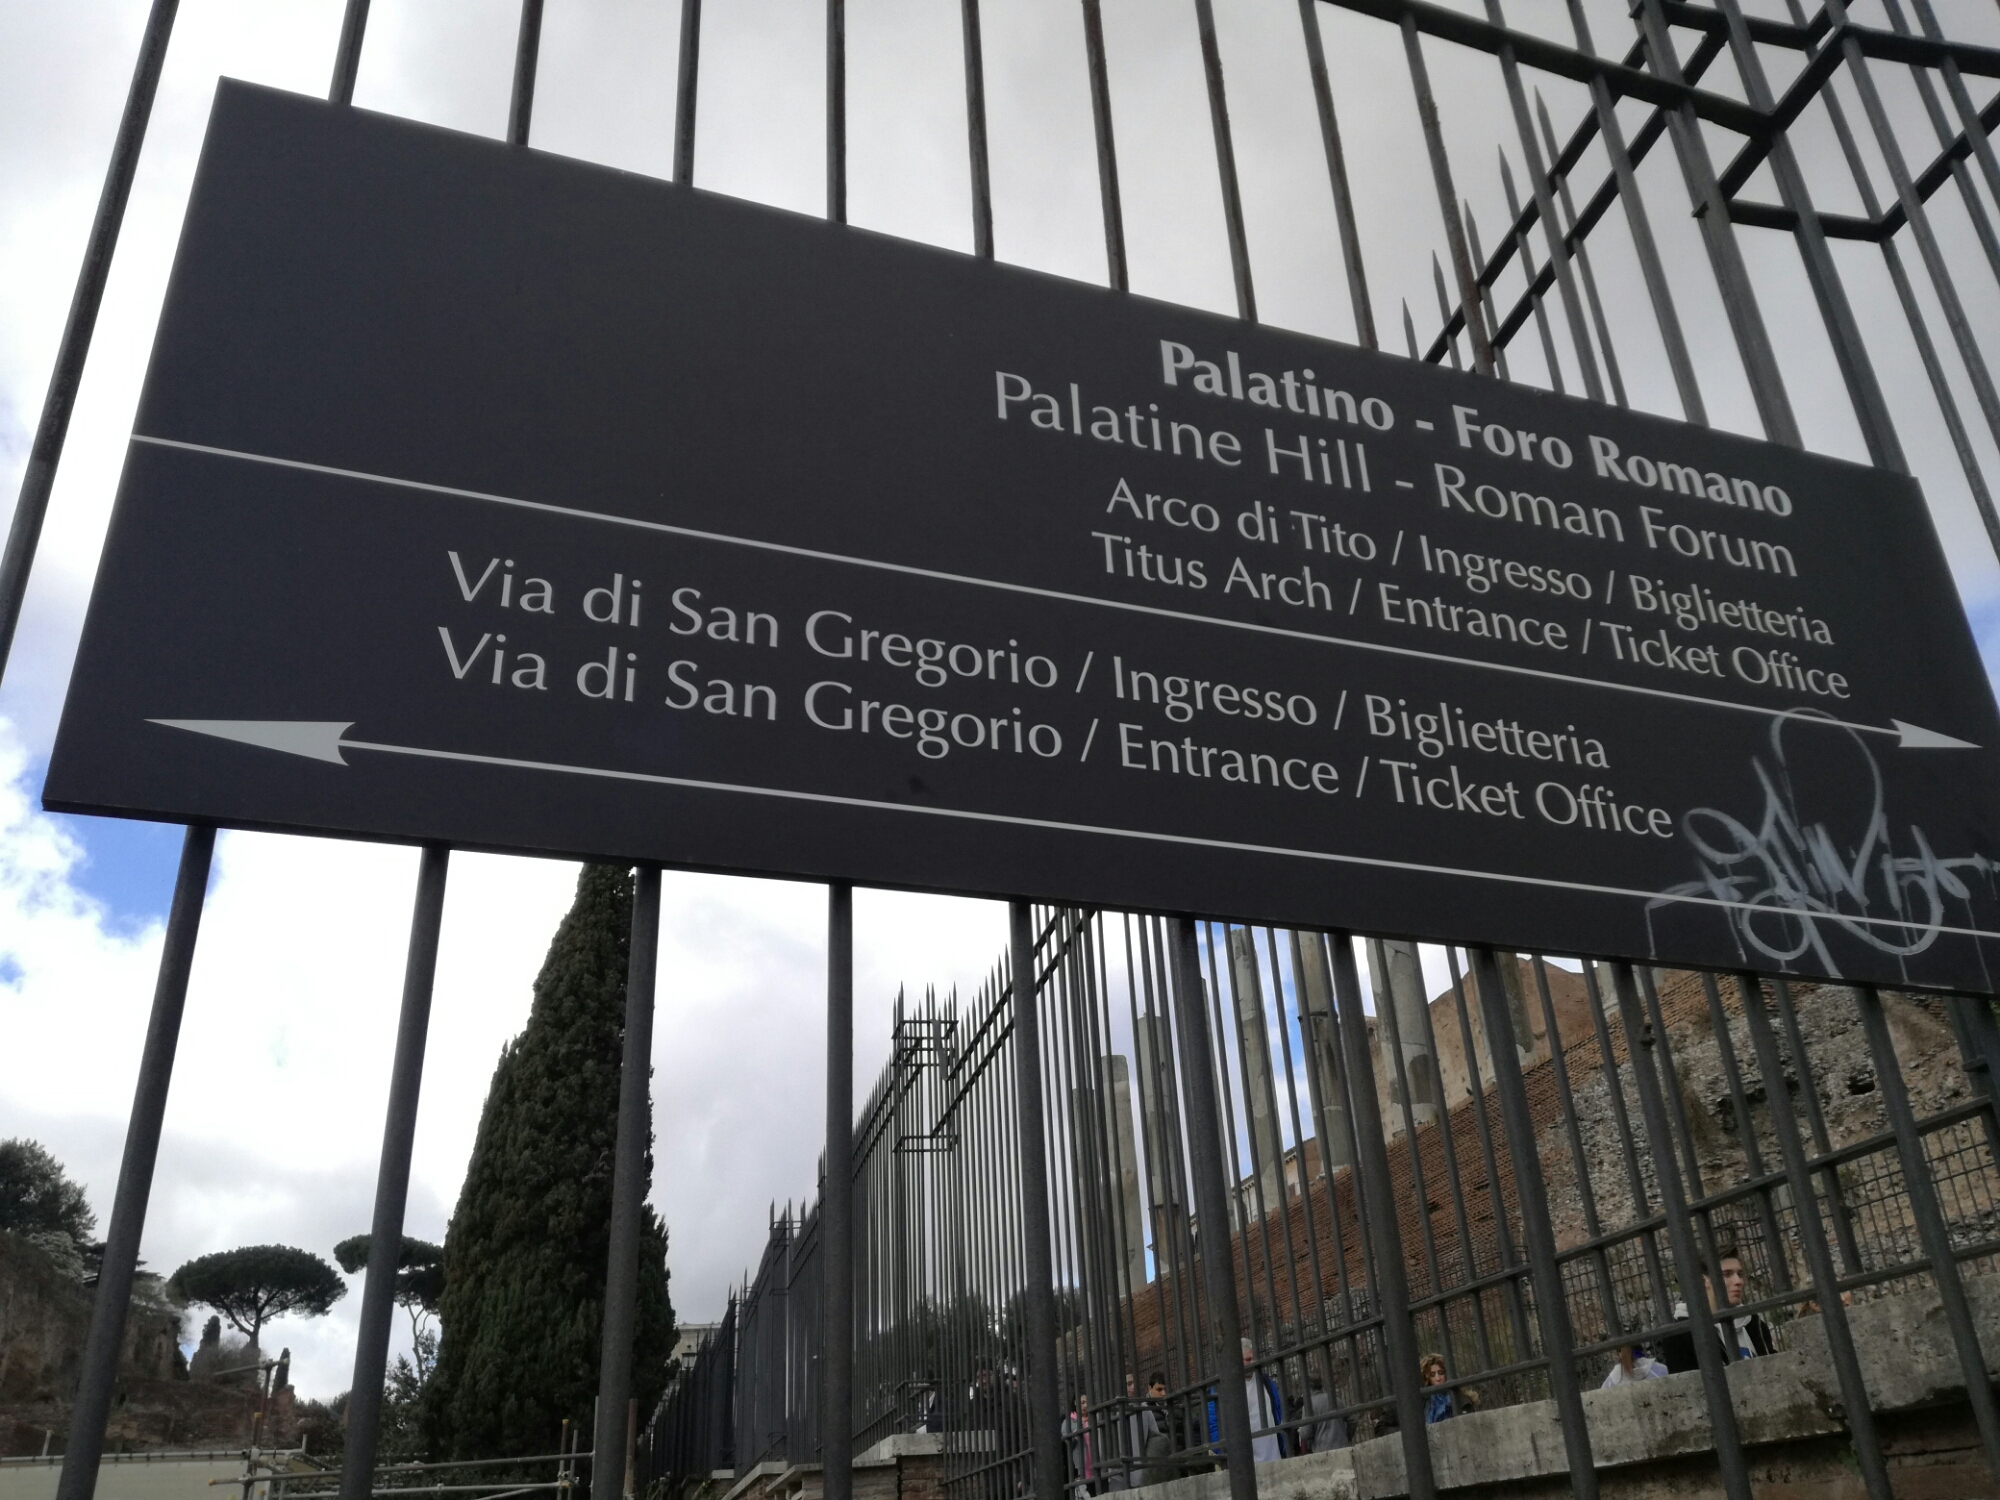 Palatino - Foro Romano
Palatine Hill - Roman Forum
Arco di Tito / Ingresso / Biglietteria
Titus Arch / Entrance / Ticket Office
Via di San Gregorio / Ingresso / Biglietteria
Via di San Gregorio / Entrance / Ticket Office